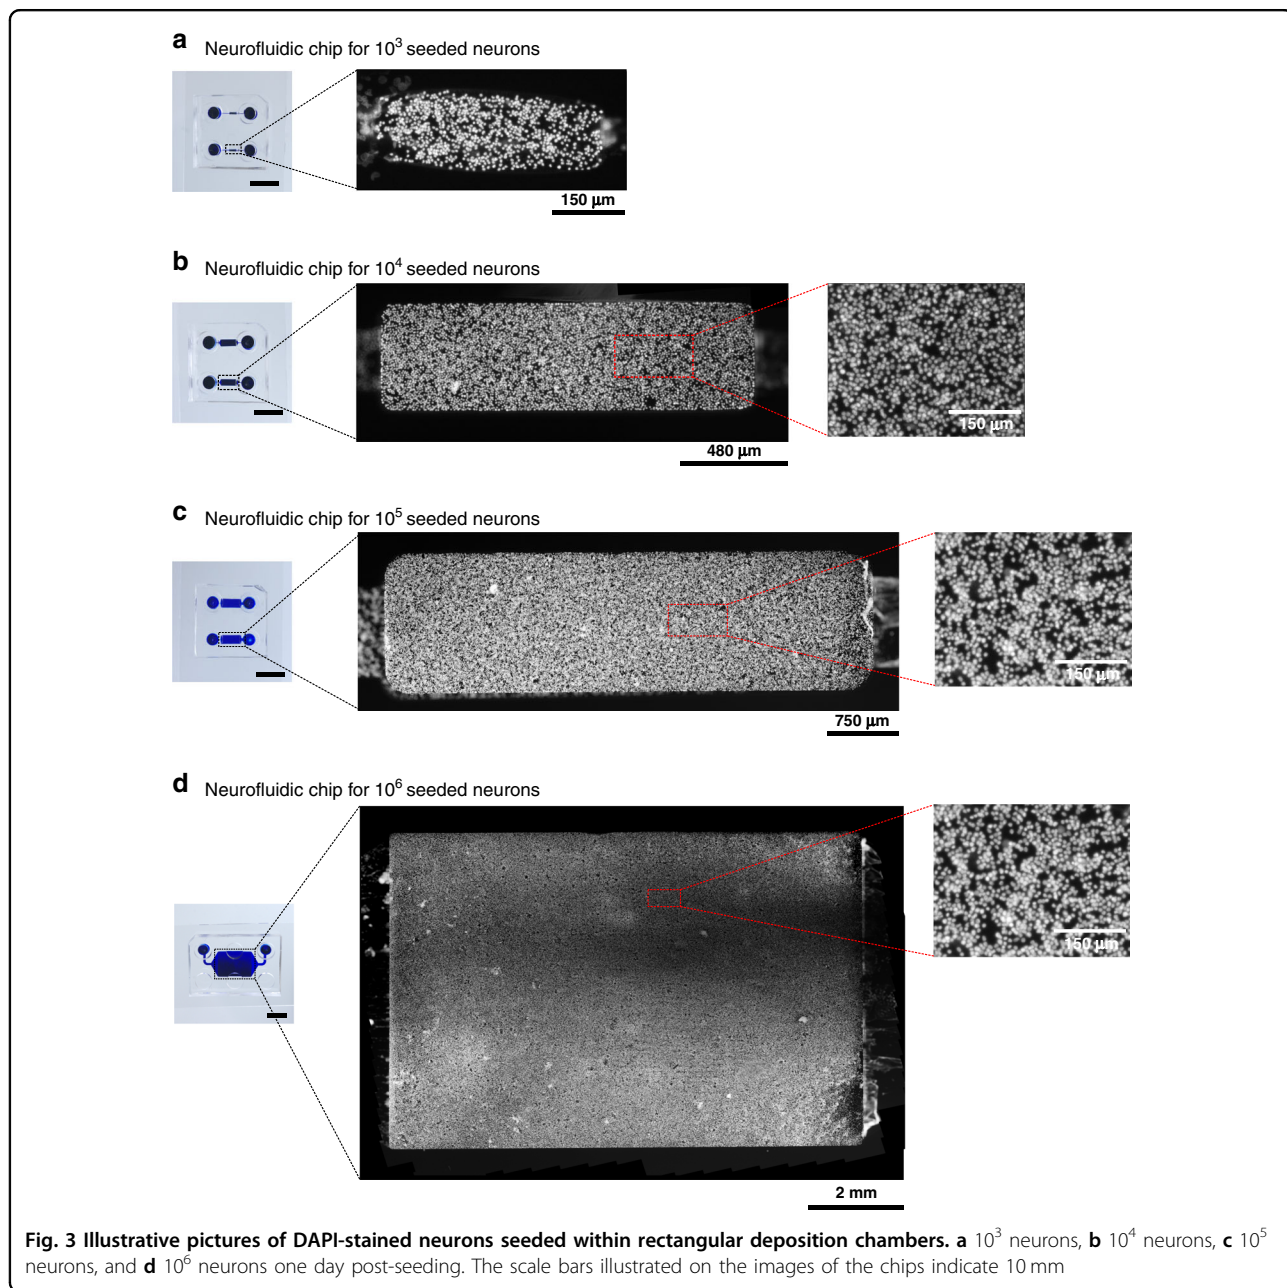 a Neurofluidic chip for 10³ seeded neurons
150 µm
b Neurofluidic chip for 10⁴ seeded neurons
150 µm
480 µm
c Neurofluidic chip for 10⁵ seeded neurons
150 µm
750 µm
d Neurofluidic chip for 10⁶ seeded neurons
150 µm
2 mm
Fig. 3 Illustrative pictures of DAPI-stained neurons seeded within rectangular deposition chambers. a 10³ neurons, b 10⁴ neurons, c 10⁵
neurons, and d 10⁶ neurons one day post-seeding. The scale bars illustrated on the images of the chips indicate 10 mm